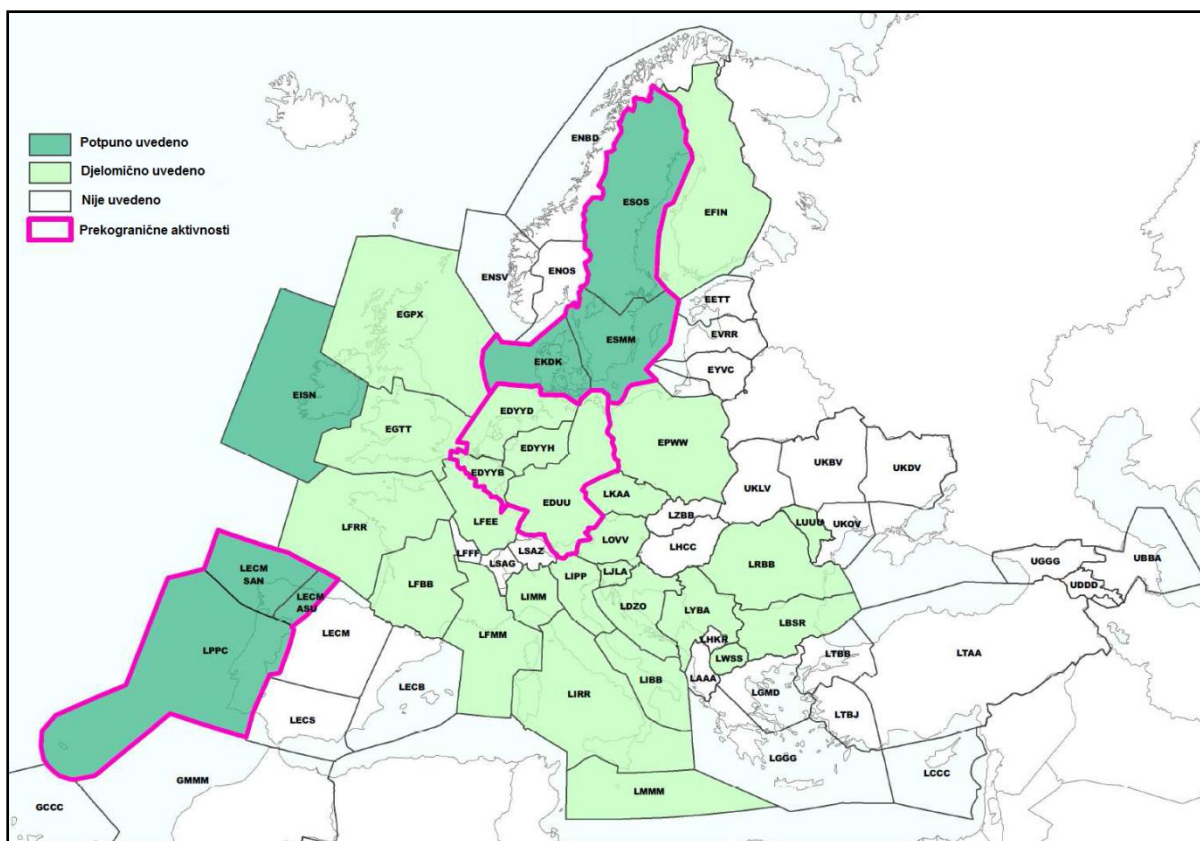 Potpuno uvedeno
Djelomično uvedeno
Nije uvedeno
Prekogranične aktivnosti
ENBD
ESOS
EFIN
ENSV
ENOS
EGPX
EETT
EVRR
EKDK
ESMM
EYVC
EISN
EDYYD
EGTT
EDYYH
EPWW
EDYYB
UKBV
UKDV
UKLV
EDUU
LKAA
LZBB
LFEE
LUUU
UKOV
LFRR
LOVV
LHCC
LFFF
LSAZ
LSAG
LRBB
UGGG
UBBA
LECM
SAN
LFBB
LIPP
LJLA
UDDD
LECM
ASU
LIMM
LDZO
LYBA
LBSR
LECM
LFMM
LHKR
LPPC
LWSS
LTBB
LTAA
LECB
LIRR
LIBB
LAAA
LGMD
LECS
LTBJ
LGGG
LCCC
GMMM
LMMM
GCCC